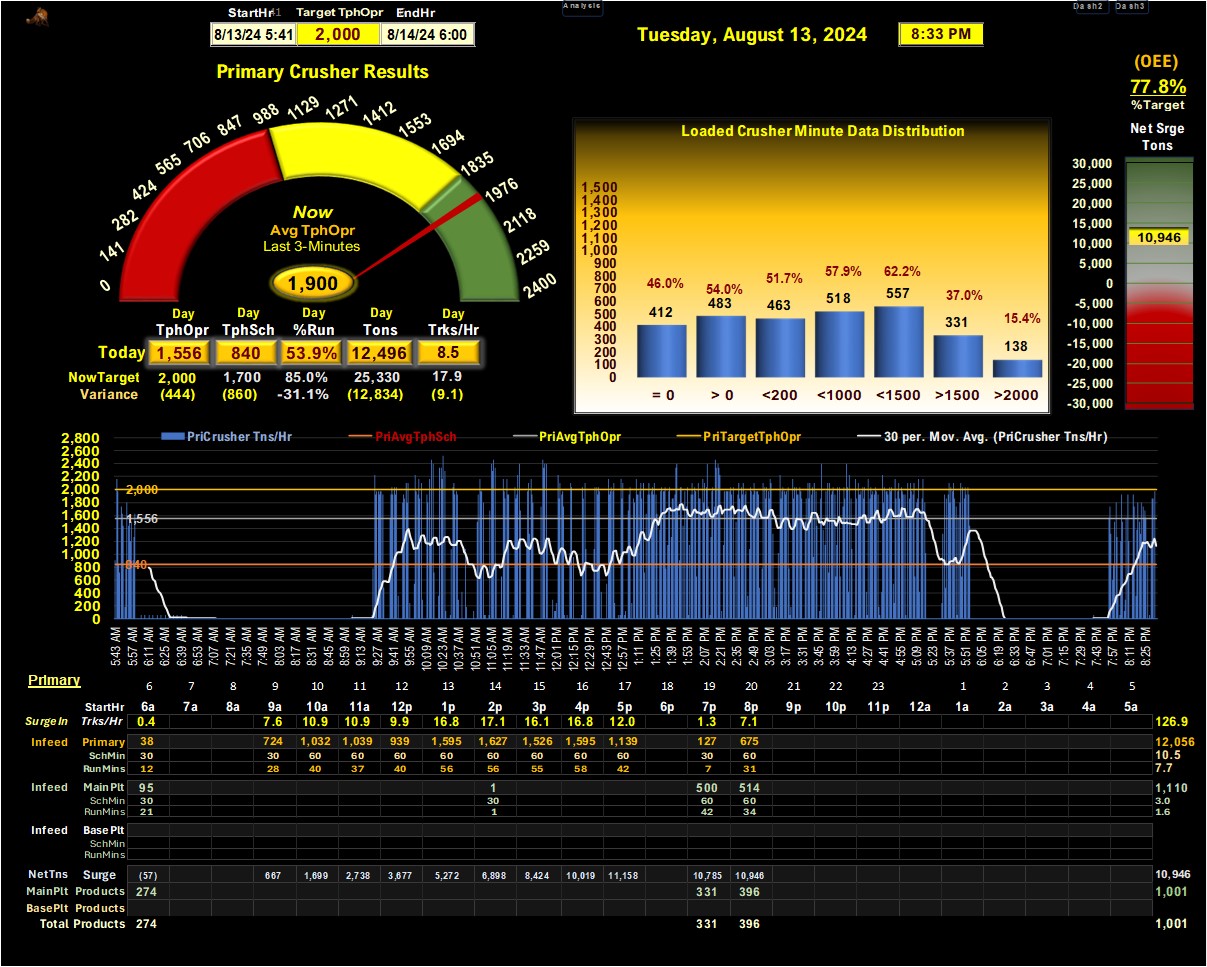 Analysis
Dash2 Dash3
StartHr Target TphOpr EndHr
8/13/24 5:41 2,000 8/14/24 6:00
Tuesday, August 13, 2024 8:33 PM
(OEE)
77.8%
%Target
Primary Crusher Results
0 141 282 424 565 706 847 988 1129 1271 1412 1553 1694 1835 1976 2118 2259 2400
Now
Avg TphOpr
Last 3-Minutes
1,900
Day Day Day Day Day
TphOpr TphSch %Run Tons Trks/Hr
Today 1,556 840 53.9% 12,496 8.5
NowTarget 2,000 1,700 85.0% 25,330 17.9
Variance (444) (860) -31.1% (12,834) (9.1)
Loaded Crusher Minute Data Distribution
1,500
1,400
1,300
1,200
1,100
1,000
900
800
700
600
500
400
300
200
100
0
46.0% 54.0% 51.7% 57.9% 62.2% 37.0% 15.4%
412 483 463 518 557 331 138
= 0 > 0 <200 <1000 <1500 >1500 >2000
Net Srge
Tons
30,000
25,000
20,000
15,000
10,000
5,000
0
-5,000
-10,000
-15,000
-20,000
-25,000
-30,000
10,946
PriCrusher Tns/Hr PriAvgTphSch PriAvgTphOpr PriTargetTphOpr 30 per. Mov. Avg. (PriCrusher Tns/Hr)
2,800
2,600
2,400
2,200
2,000
1,800
1,600
1,400
1,200
1,000
800
600
400
200
0
2,000
1,556
840
5:43 AM 5:57 AM 6:11 AM 6:25 AM 6:39 AM 6:53 AM 7:07 AM 7:21 AM 7:35 AM 7:49 AM 8:03 AM 8:17 AM 8:31 AM 8:45 AM 8:59 AM 9:13 AM 9:27 AM 9:41 AM 9:55 AM 10:09 AM 10:23 AM 10:37 AM 10:51 AM 11:05 AM 11:19 AM 11:33 AM 11:47 AM 12:01 PM 12:15 PM 12:29 PM 12:43 PM 12:57 PM 1:11 PM 1:25 PM 1:39 PM 1:53 PM 2:07 PM 2:21 PM 2:35 PM 2:49 PM 3:03 PM 3:17 PM 3:31 PM 3:45 PM 3:59 PM 4:13 PM 4:27 PM 4:41 PM 4:55 PM 5:09 PM 5:23 PM 5:37 PM 5:51 PM 6:05 PM 6:19 PM 6:33 PM 6:47 PM 7:01 PM 7:15 PM 7:29 PM 7:43 PM 7:57 PM 8:11 PM 8:25 PM
Primary
6 7 8 9 10 11 12 13 14 15 16 17 18 19 20 21 22 23 1 2 3 4 5
StartHr 6a 7a 8a 9a 10a 11a 12p 1p 2p 3p 4p 5p 6p 7p 8p 9p 10p 11p 12a 1a 2a 3a 4a 5a
SurgeIn Trks/Hr 0.4 7.6 10.9 10.9 9.9 16.8 17.1 16.1 16.8 12.0 1.3 7.1 126.9
Infeed Primary 38 724 1,032 1,039 939 1,595 1,627 1,526 1,595 1,139 127 675 12,056
SchMin 30 30 60 60 60 60 60 60 60 60 30 60 10.5
RunMins 12 28 40 37 40 56 56 55 58 42 7 31 7.7
Infeed Main Plt 95 1 500 514 1,110
SchMin 30 30 60 60 3.0
RunMins 21 1 42 34 1.6
Infeed Base Plt
SchMin
RunMins
NetTns Surge (57) 667 1,699 2,738 3,677 5,272 6,898 8,424 10,019 11,158 10,785 10,946 10,946
MainPlt Products 274 331 396 1,001
BasePlt Products
Total Products 274 331 396 1,001